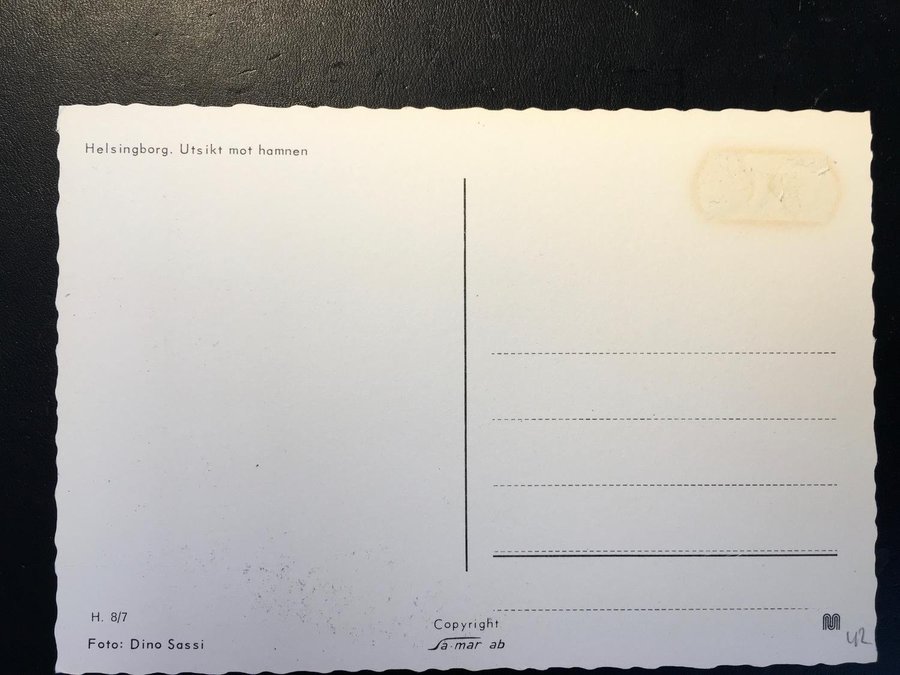 Helsingborg. Utsikt mot hamnen
H. 8/7
Foto: Dino Sassi
Copyright
Sa-mar ab
M
42